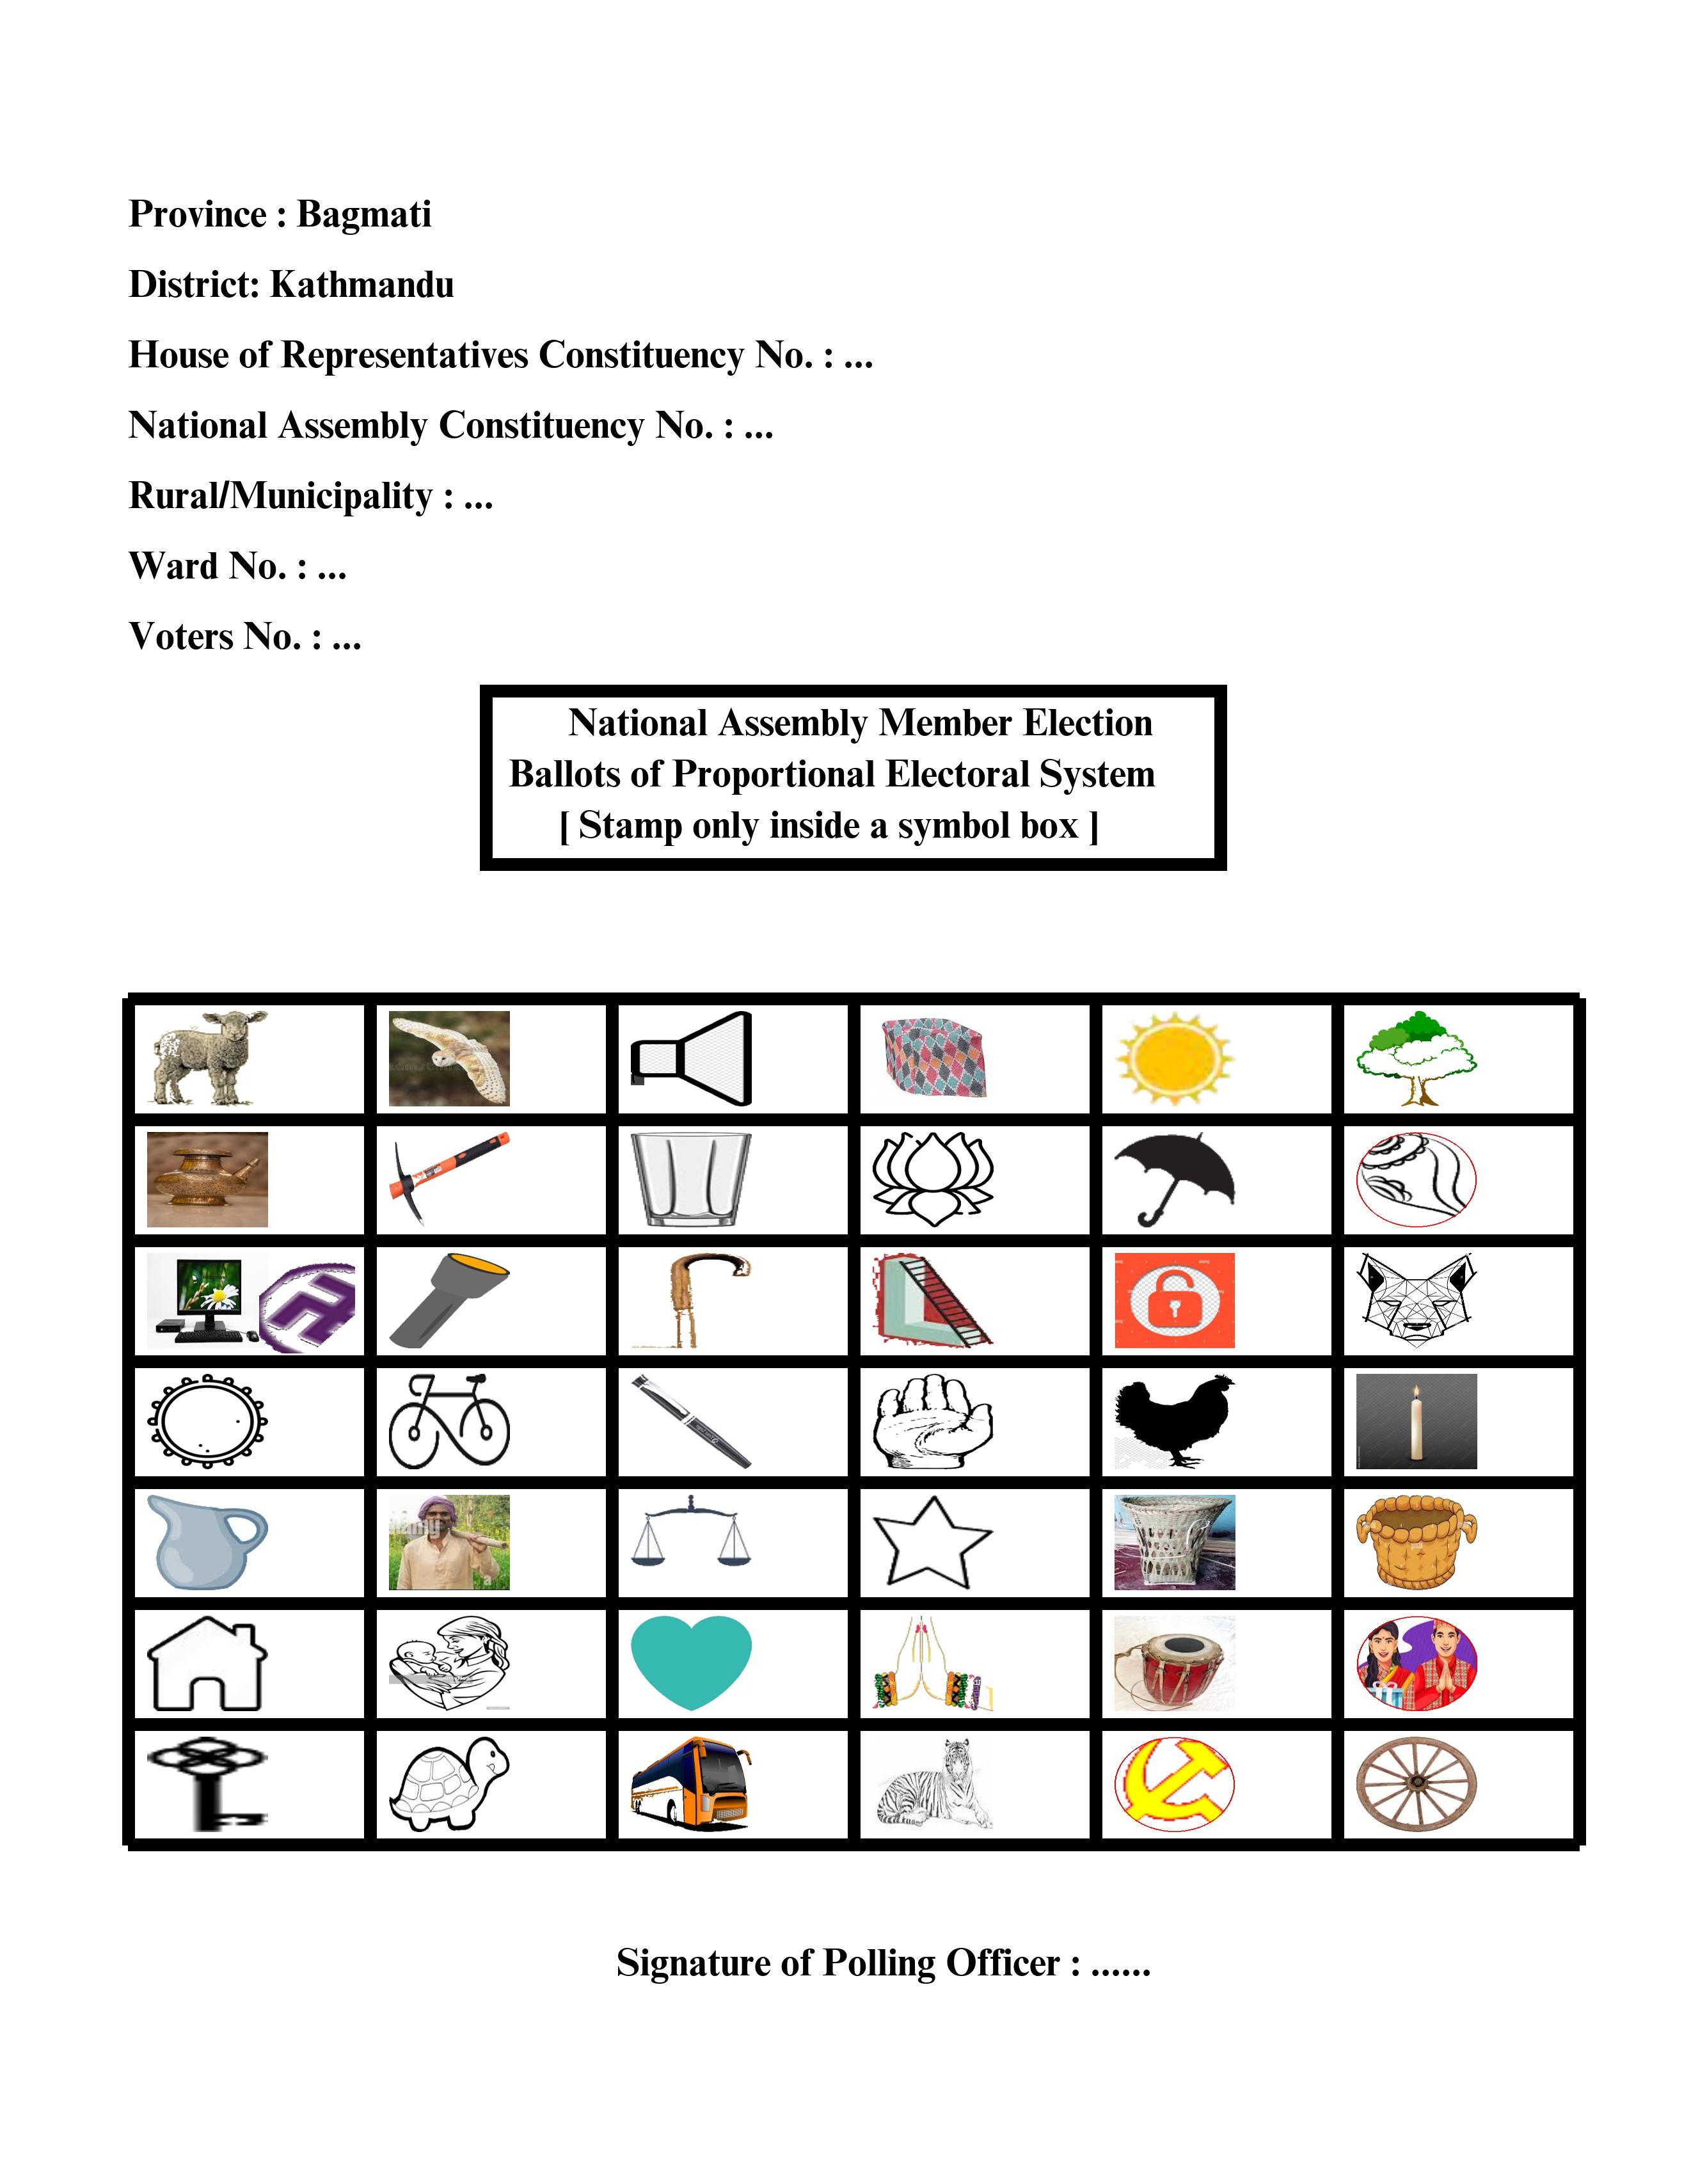 Province : Bagmati
District: Kathmandu
House of Representatives Constituency No. : ...
National Assembly Constituency No. : ...
Rural/Municipality : ...
Ward No. : ...
Voters No. : ...
National Assembly Member Election
Ballots of Proportional Electoral System
[ Stamp only inside a symbol box ]
Signature of Polling Officer : ......